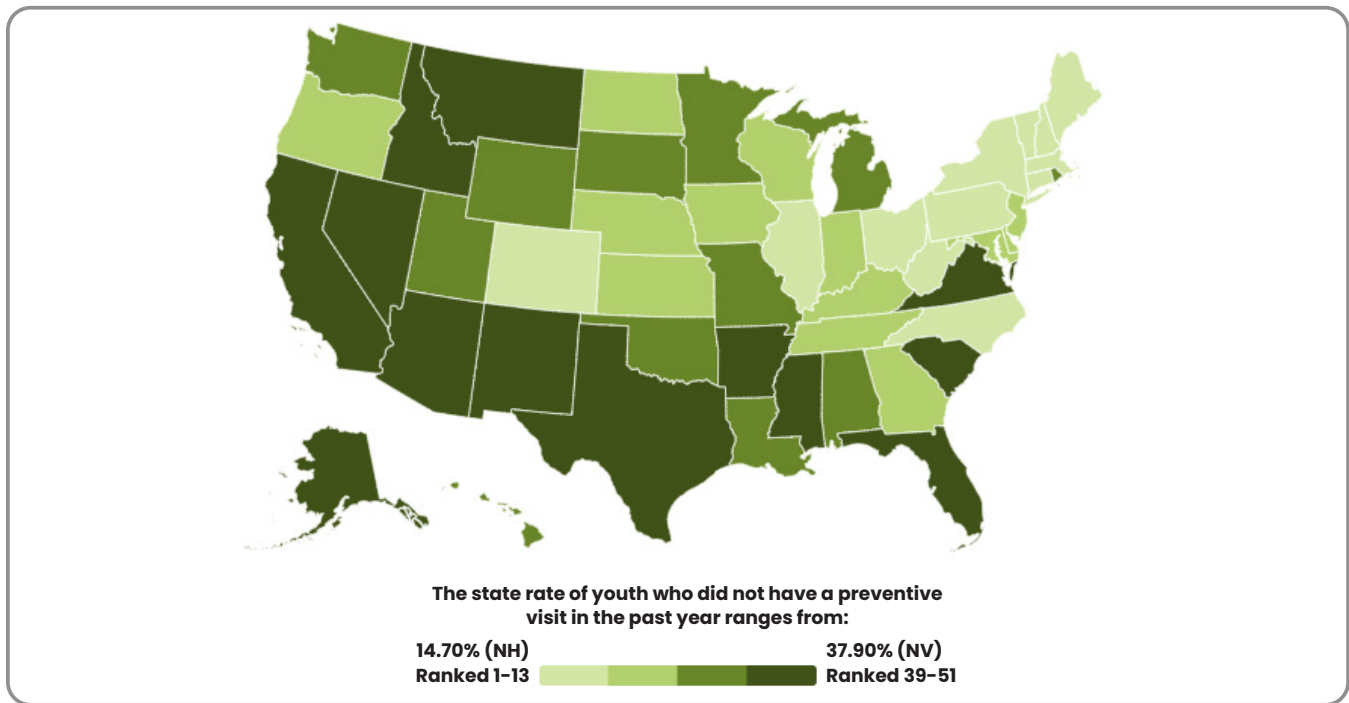 The state rate of youth who did not have a preventive
visit in the past year ranges from:
14.70% (NH)
Ranked 1-13
37.90% (NV)
Ranked 39-51